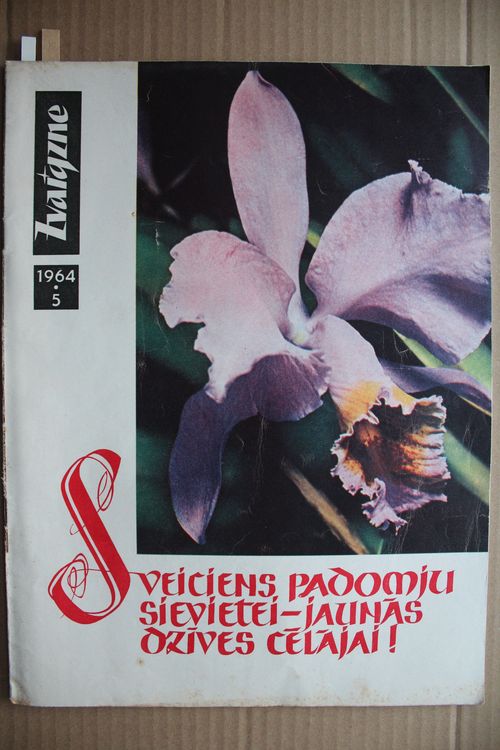 Zvaigzne
1964
•
5
Sveiciens padomju
sievietei–jaunās
dzīves cēlājai!